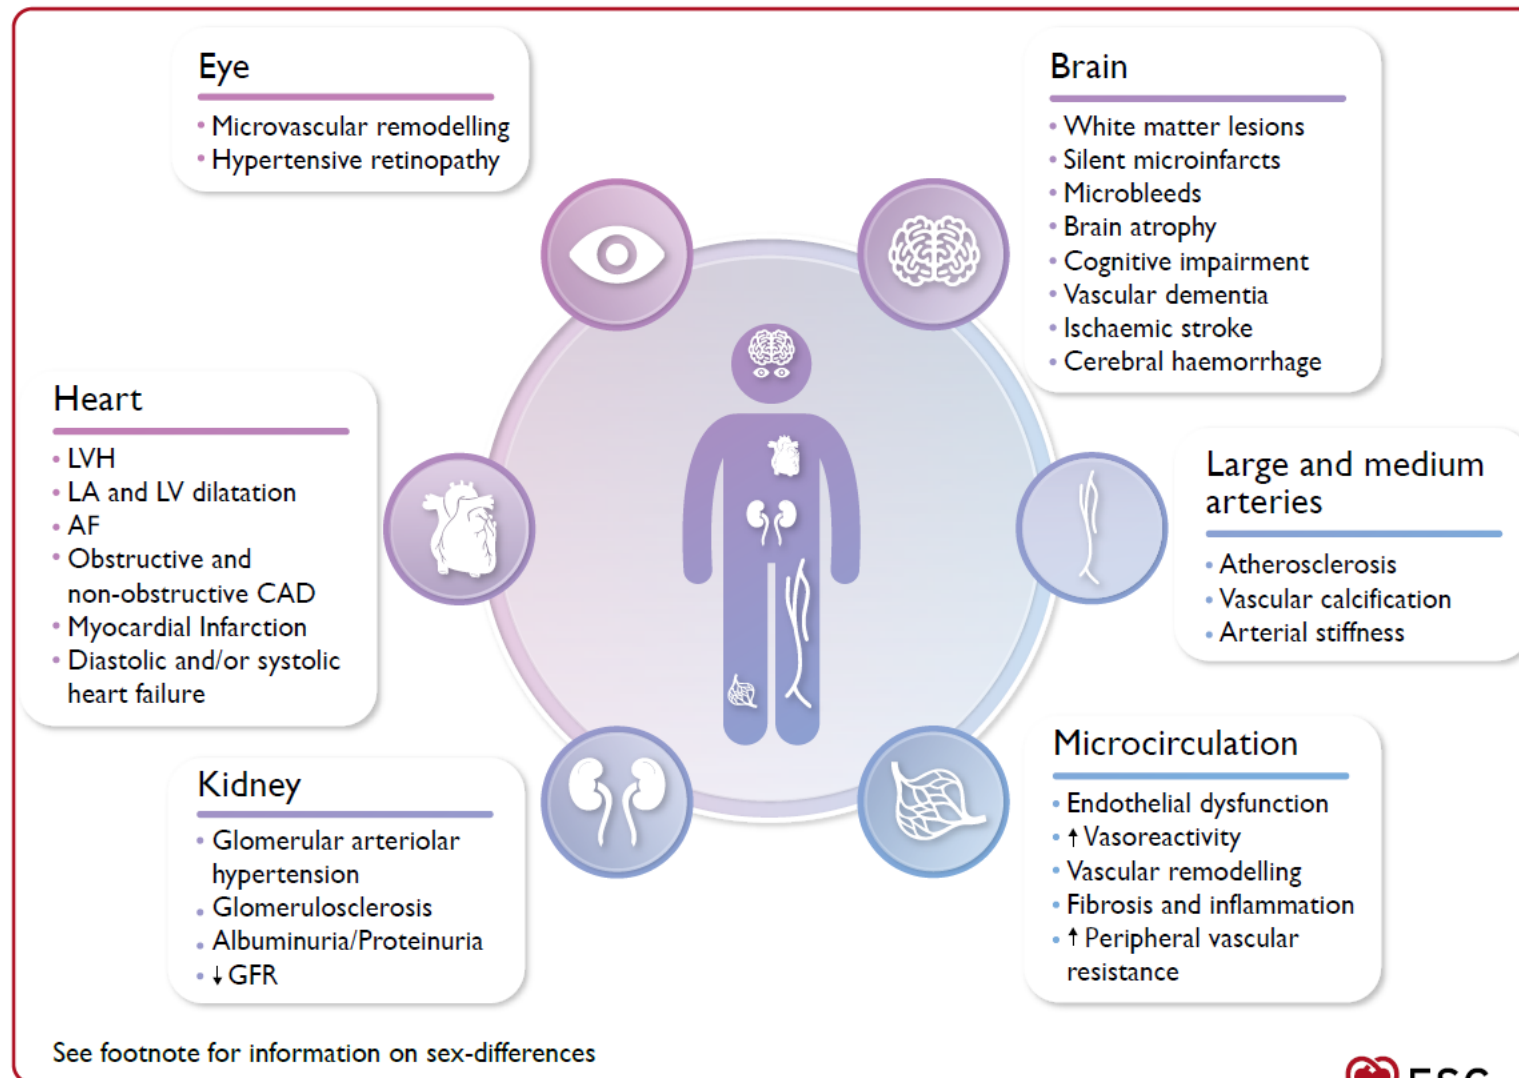 Eye
• Microvascular remodelling
• Hypertensive retinopathy
Brain
• White matter lesions
• Silent microinfarcts
• Microbleeds
• Brain atrophy
• Cognitive impairment
• Vascular dementia
• Ischaemic stroke
• Cerebral haemorrhage
Heart
• LVH
• LA and LV dilatation
• AF
• Obstructive and
non-obstructive CAD
• Myocardial Infarction
• Diastolic and/or systolic
heart failure
Large and medium
arteries
• Atherosclerosis
• Vascular calcification
• Arterial stiffness
Kidney
• Glomerular arteriolar
hypertension
• Glomerulosclerosis
• Albuminuria/Proteinuria
• ↓ GFR
Microcirculation
• Endothelial dysfunction
• ↑ Vasoreactivity
• Vascular remodelling
• Fibrosis and inflammation
• ↑ Peripheral vascular
resistance
See footnote for information on sex-differences
ESC